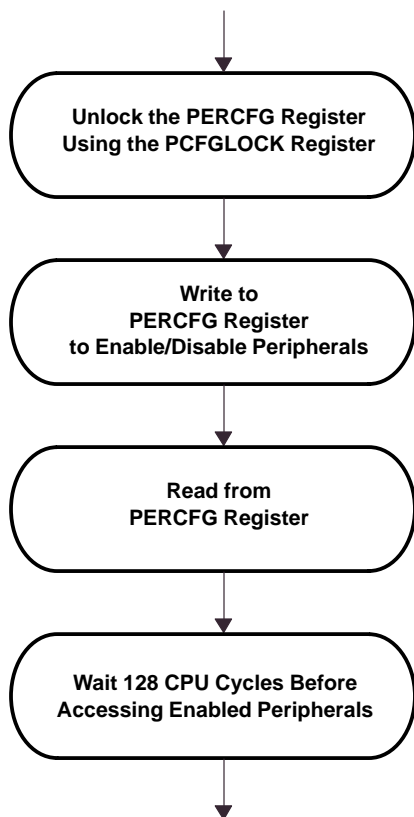 Unlock the PERCFG Register
Using the PCFGLOCK Register
Write to
PERCFG Register
to Enable/Disable Peripherals
Read from
PERCFG Register
Wait 128 CPU Cycles Before
Accessing Enabled Peripherals